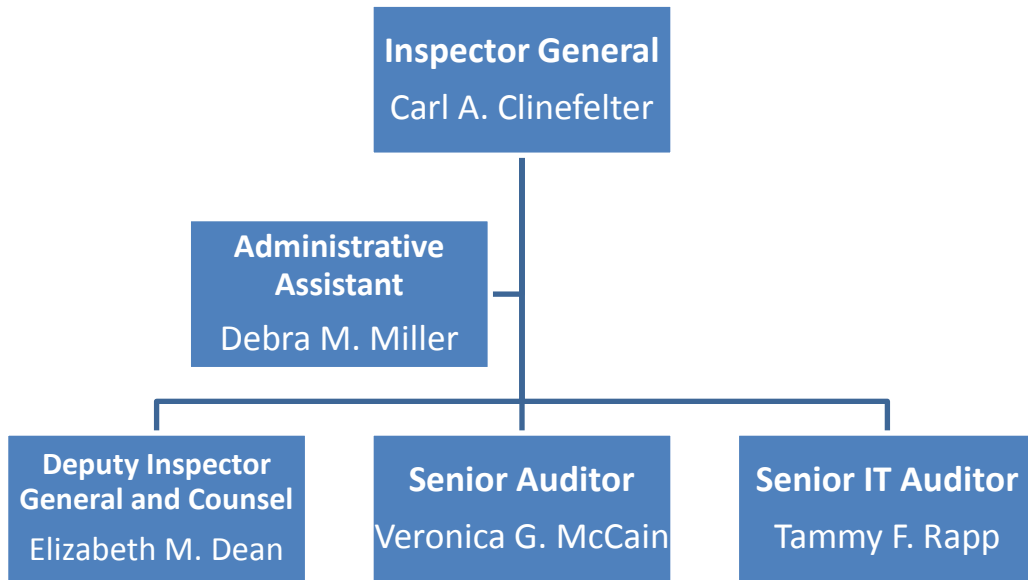 Inspector General
Carl A. Clinefelter
Administrative
Assistant
Debra M. Miller
Deputy Inspector
General and Counsel
Elizabeth M. Dean
Senior Auditor
Veronica G. McCain
Senior IT Auditor
Tammy F. Rapp